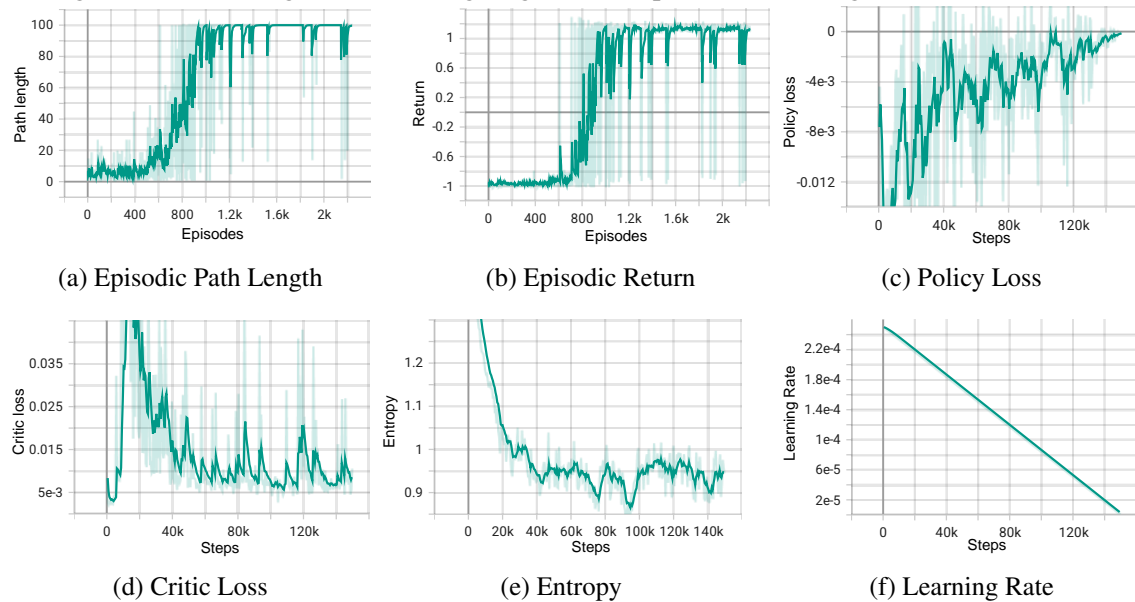 100
80
60
40
20
0
Path length
0 400 800 1.2k 1.6k 2k
Episodes
(a) Episodic Path Length
1
0.6
0.2
-0.2
-0.6
-1
Return
0 400 800 1.2k 1.6k 2k
Episodes
(b) Episodic Return
0
-4e-3
-8e-3
-0.012
Policy loss
0 40k 80k 120k
Steps
(c) Policy Loss
0.035
0.025
0.015
5e-3
Critic loss
0 40k 80k 120k
Steps
(d) Critic Loss
1.2
1.1
1
0.9
Entropy
0 20k 40k 60k 80k 100k 120k 140k
Steps
(e) Entropy
2.2e-4
1.8e-4
1.4e-4
1e-4
6e-5
2e-5
Learning Rate
0 40k 80k 120k
Steps
(f) Learning Rate